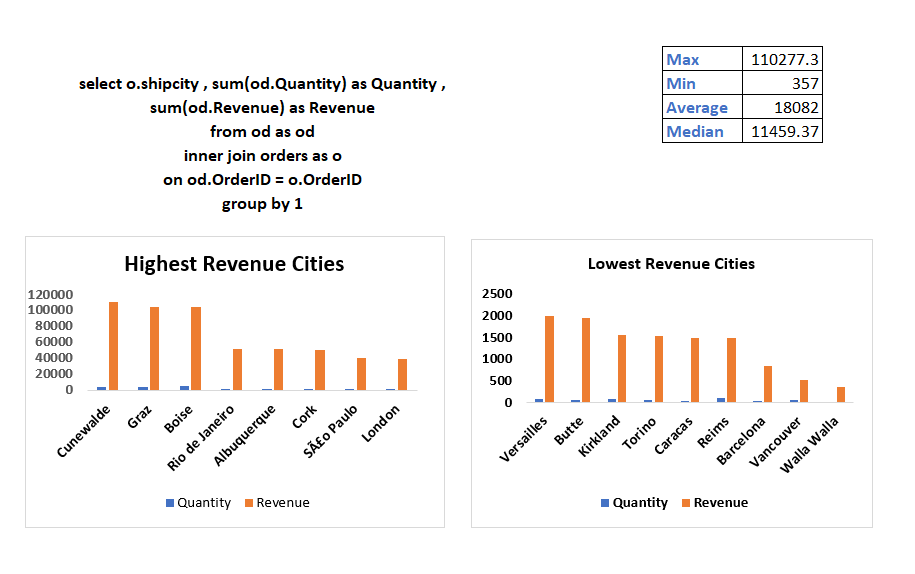 select o.shipcity , sum(od.Quantity) as Quantity ,
sum(od.Revenue) as Revenue
from od as od
inner join orders as o
on od.OrderID = o.OrderID
group by 1
Max 110277.3
Min 357
Average 18082
Median 11459.37
Highest Revenue Cities
120000
100000
80000
60000
40000
20000
0
Cunewalde
Graz
Boise
Rio de Janeiro
Albuquerque
Cork
SÃ£o Paulo
London
Quantity Revenue
Lowest Revenue Cities
2500
2000
1500
1000
500
0
Versailles
Butte
Kirkland
Torino
Caracas
Reims
Barcelona
Vancouver
Walla Walla
Quantity Revenue